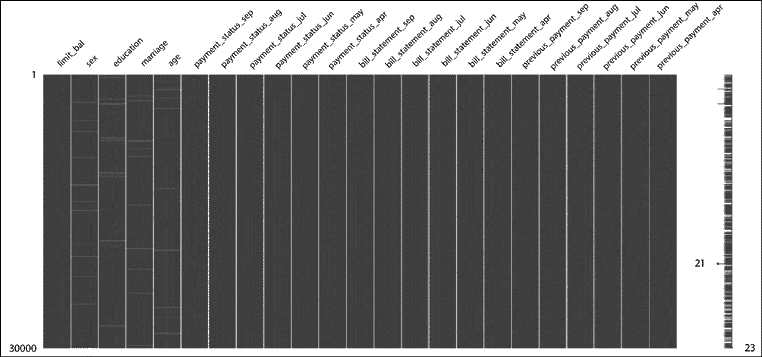 limit_bal
sex
education
marriage
age
payment_status_sep
payment_status_aug
payment_status_jul
payment_status_jun
payment_status_may
payment_status_apr
bill_statement_sep
bill_statement_aug
bill_statement_jul
bill_statement_jun
bill_statement_may
bill_statement_apr
previous_payment_sep
previous_payment_aug
previous_payment_jul
previous_payment_jun
previous_payment_may
previous_payment_apr
1
21
30000
23